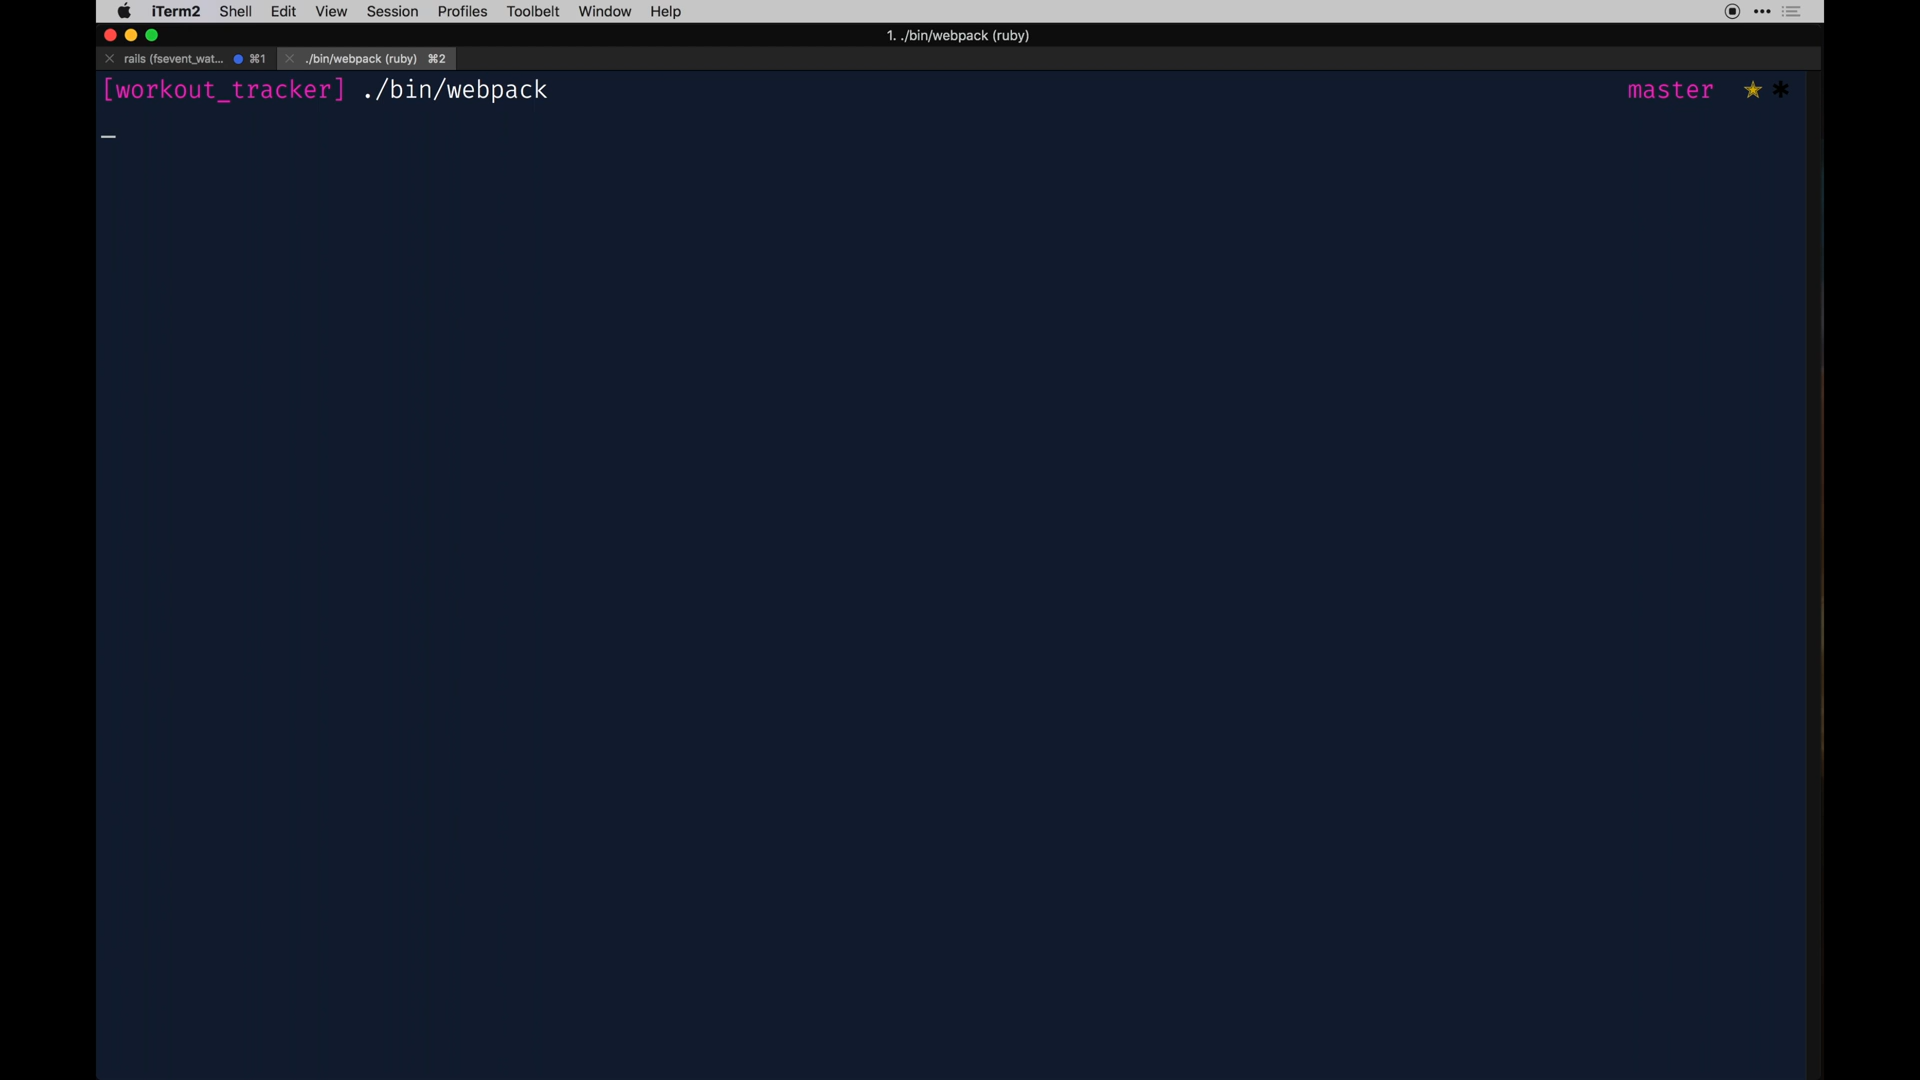 iTerm2 Shell Edit View Session Profiles Toolbelt Window Help
1. ./bin/webpack (ruby)
rails (fsevent_wat... ⌘1 ./bin/webpack (ruby) ⌘2
[workout_tracker] ./bin/webpack master ★ ✱